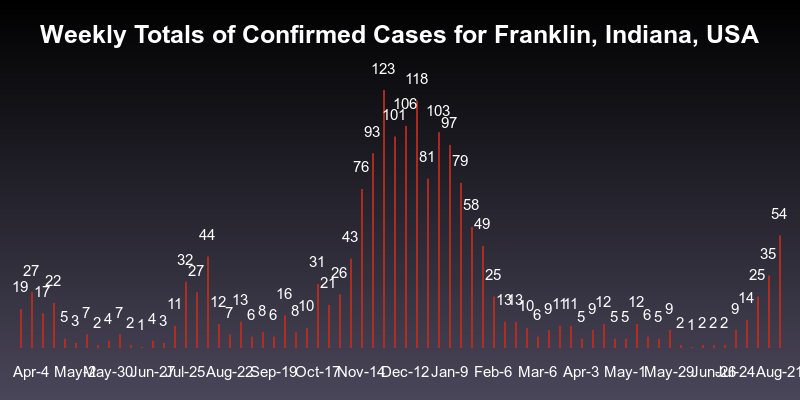 Weekly Totals of Confirmed Cases for Franklin, Indiana, USA
19 27 17 22 5 3 7 2 4 7 2 1 4 3 11 32 27 44 12 7 13 6 8 6 16 8 10 31 21 26 43 76 93 123 101 106 118 81 103 97 79 58 49 25 13 13 10 6 9 11 11 5 9 12 5 5 12 6 5 9 2 1 2 2 2 9 14 25 35 54
Apr-4 May-2 May-30 Jun-27 Jul-25 Aug-22 Sep-19 Oct-17 Nov-14 Dec-12 Jan-9 Feb-6 Mar-6 Apr-3 May-1 May-29 Jun-26 Jul-24 Aug-21